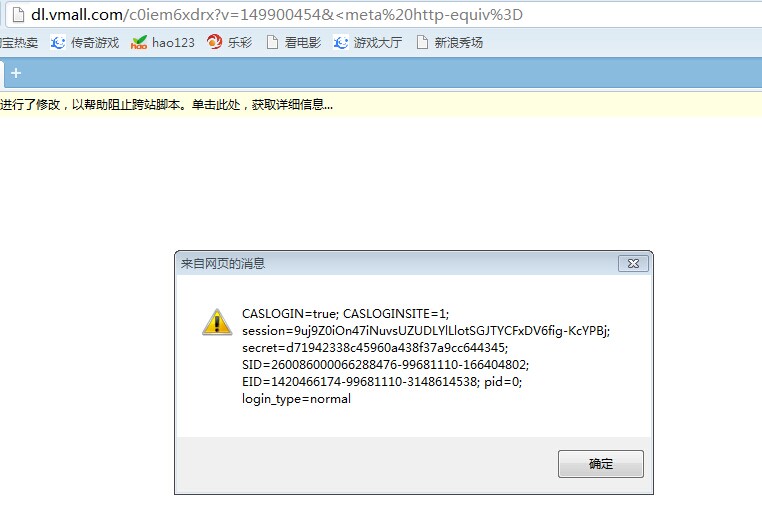 dl.vmall.com/c0iem6xdrx?v=149900454&<meta%20http-equiv%3D
宝热卖 传奇游戏 hao123 乐彩 看电影 游戏大厅 新浪秀场
+
进行了修改，以帮助阻止跨站脚本。单击此处，获取详细信息...
来自网页的消息
CASLOGIN=true; CASLOGINSITE=1;
session=9uj9Z0iOn47iNuvsUZUDLYlLlotSGJTYCFxDV6fig-KcYPBj;
secret=d71942338c45960a438f37a9cc644345;
SID=260086000066288476-99681110-166404802;
EID=1420466174-99681110-3148614538; pid=0;
login_type=normal
确定